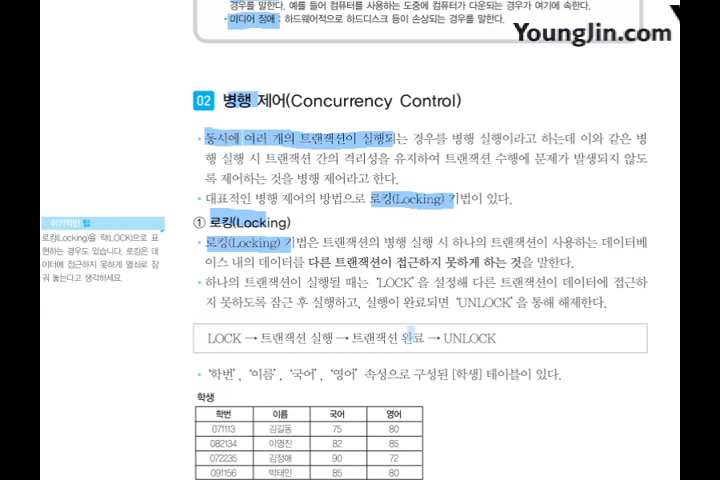 경우를 말한다. 예를 들어 컴퓨터를 사용하는 도중에 컴퓨터가 다운되는 경우가 여기에 속한다.
• 미디어 장애 : 하드웨어적으로 하드디스크 등이 손상되는 경우를 말한다.
YoungJin.com
02 병행 제어(Concurrency Control)
• 동시에 여러 개의 트랜잭션이 실행되는 경우를 병행 실행이라고 하는데 이와 같은 병
행 실행 시 트랜잭션 간의 격리성을 유지하여 트랜잭션 수행에 문제가 발생되지 않도
록 제어하는 것을 병행 제어라고 한다.
• 대표적인 병행 제어의 방법으로 로킹(Locking) 기법이 있다.
① 로킹(Locking)
• 로킹(Locking) 기법은 트랜잭션의 병행 실행 시 하나의 트랜잭션이 사용하는 데이터베
이스 내의 데이터를 다른 트랜잭션이 접근하지 못하게 하는 것을 말한다.
• 하나의 트랜잭션이 실행될 때는 ‘LOCK’을 설정해 다른 트랜잭션이 데이터에 접근하
지 못하도록 잠근 후 실행하고, 실행이 완료되면 ‘UNLOCK’을 통해 해제한다.
이기적인 팁
로킹(Locking)을 락(LOCK)으로 표
현하는 경우도 있습니다. 로킹은 데
이터에 접근하지 못하게 열쇠로 잠
궈 놓는다고 생각하세요.
LOCK → 트랜잭션 실행 → 트랜잭션 완료 → UNLOCK
• ‘학번’, ‘이름’, ‘국어’, ‘영어’ 속성으로 구성된 [학생] 테이블이 있다.
학생
학번 이름 국어 영어
071113 김길동 75 80
082134 이영진 82 85
072235 김정애 90 72
091156 박태인 85 80